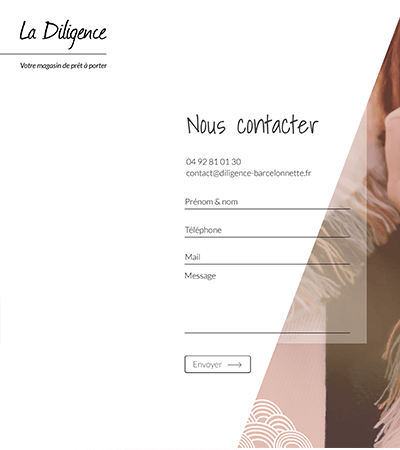 La Diligence
Votre magasin de prêt à porter
Nous contacter
04 92 81 01 30
contact@diligence-barcelonnette.fr
Prénom & nom
Téléphone
Mail
Message
Envoyer